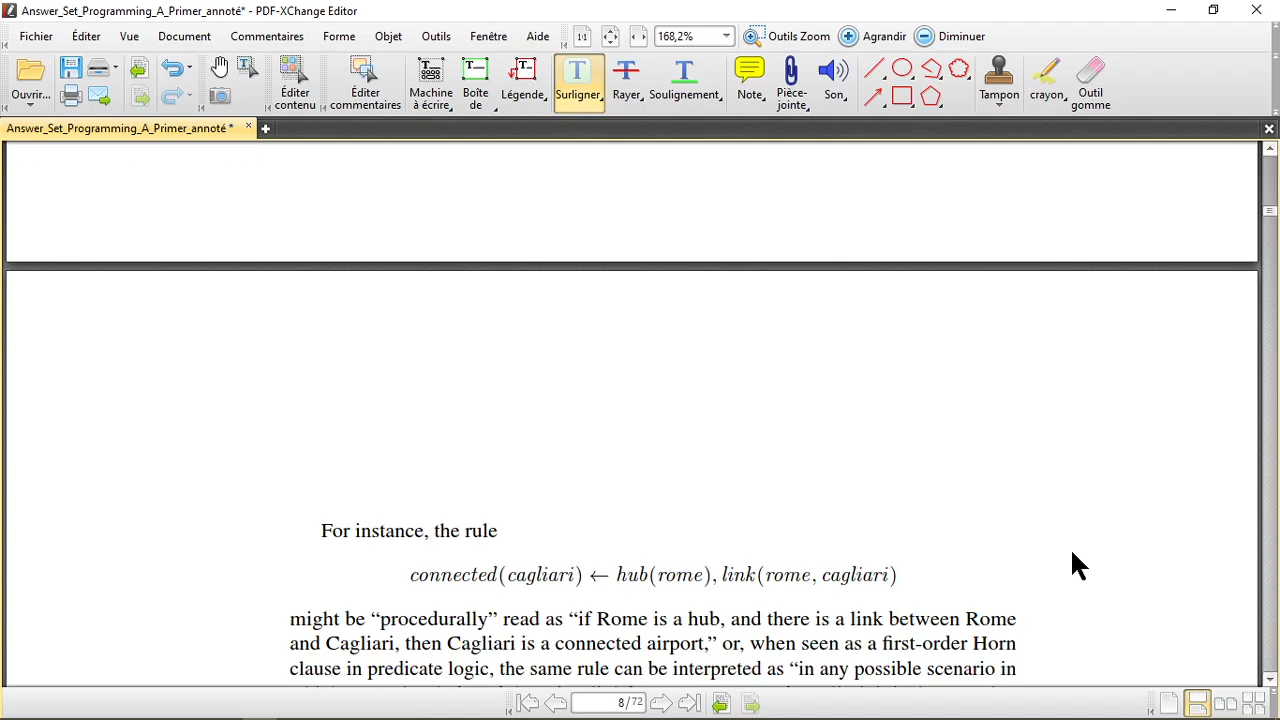 Answer_Set_Programming_A_Primer_annoté* - PDF-XChange Editor
Fichier Éditer Vue Document Commentaires Forme Objet Outils Fenêtre Aide 1:1 168,2% Outils Zoom Agrandir Diminuer
Ouvrir... Éditer contenu Éditer commentaires Machine à écrire Boîte de Légende Surligner Rayer Soulignement Note Pièce-jointe Son Tampon crayon Outil gomme
Answer_Set_Programming_A_Primer_annoté *
For instance, the rule
connected(cagliari) ← hub(rome), link(rome, cagliari)
might be “procedurally” read as “if Rome is a hub, and there is a link between Rome
and Cagliari, then Cagliari is a connected airport,” or, when seen as a first-order Horn
clause in predicate logic, the same rule can be interpreted as “in any possible scenario in
8 / 72